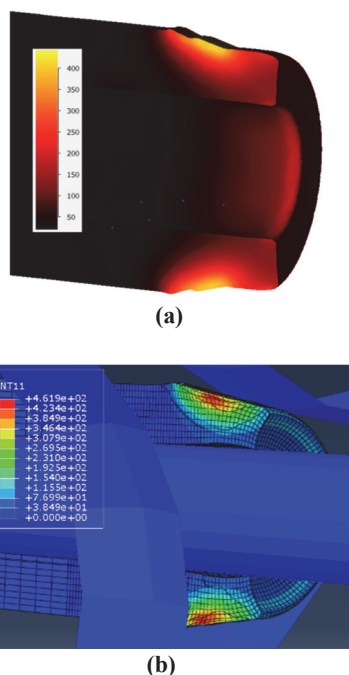 400
350
300
250
200
150
100
50
(a)
NT11
+4.619e+02
+4.234e+02
+3.849e+02
+3.464e+02
+3.079e+02
+2.695e+02
+2.310e+02
+1.925e+02
+1.540e+02
+1.155e+02
+7.699e+01
+3.849e+01
+0.000e+00
(b)